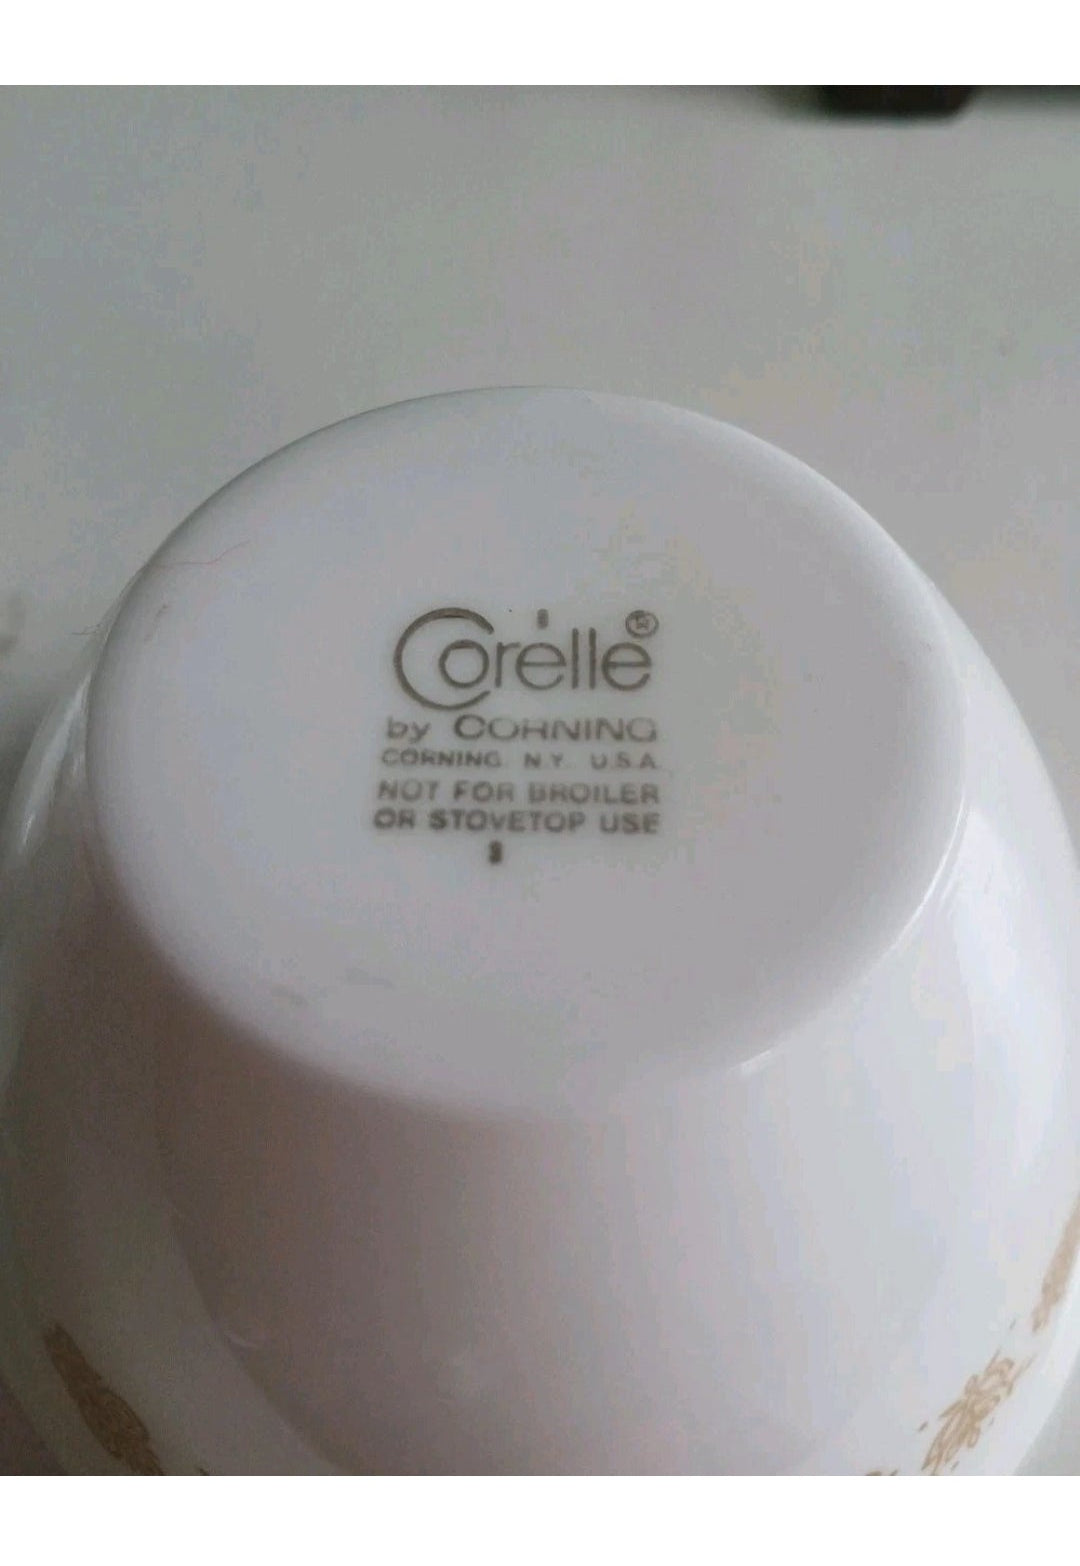 Corelle®
by CORNING
CORNING, N.Y. U.S.A.
NOT FOR BROILER
OR STOVETOP USE